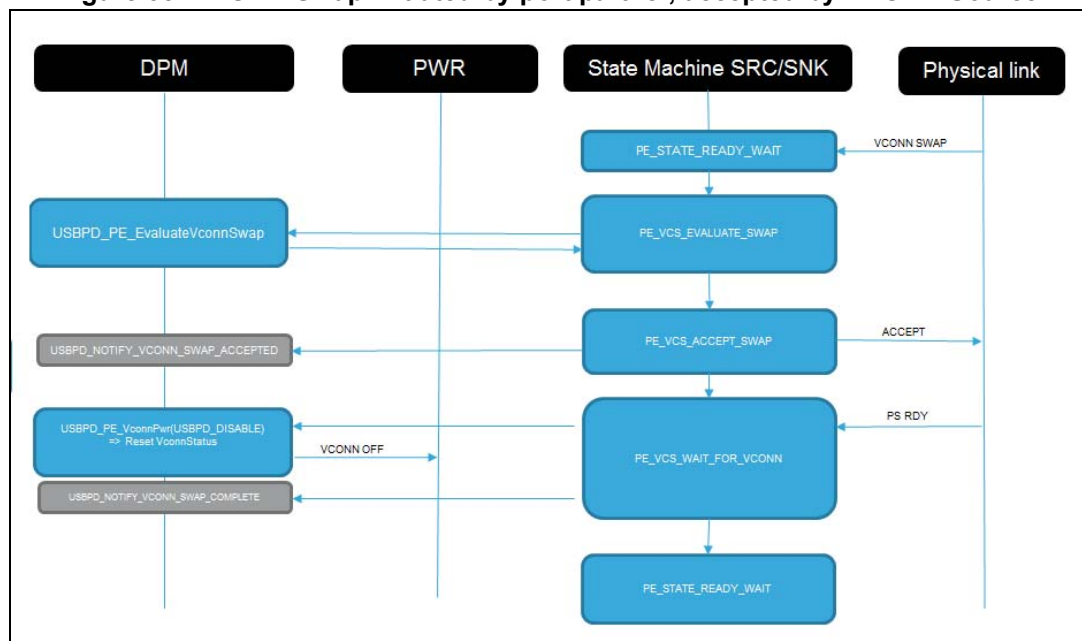 DPM
PWR
State Machine SRC/SNK
Physical link
PE_STATE_READY_WAIT
VCONN SWAP
USBPD_PE_EvaluateVconnSwap
PE_VCS_EVALUATE_SWAP
USBPD_NOTIFY_VCONN_SWAP_ACCEPTED
PE_VCS_ACCEPT_SWAP
ACCEPT
USBPD_PE_VconnPwr(USBPD_DISABLE)
=> Reset VconnStatus
VCONN OFF
PE_VCS_WAIT_FOR_VCONN
PS RDY
USBPD_NOTIFY_VCONN_SWAP_COMPLETE
PE_STATE_READY_WAIT